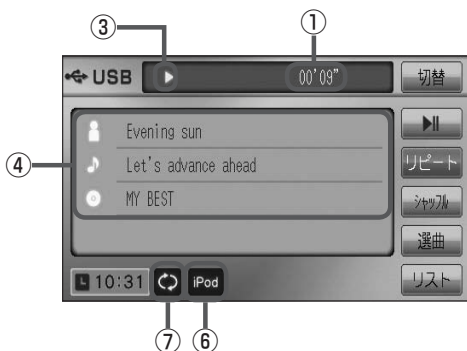 ③
①
USB
00'09"
切替
Evening sun
Let's advance ahead
MY BEST
④
リピート
シャッフル
選曲
リスト
10:31
iPod
⑦
⑥